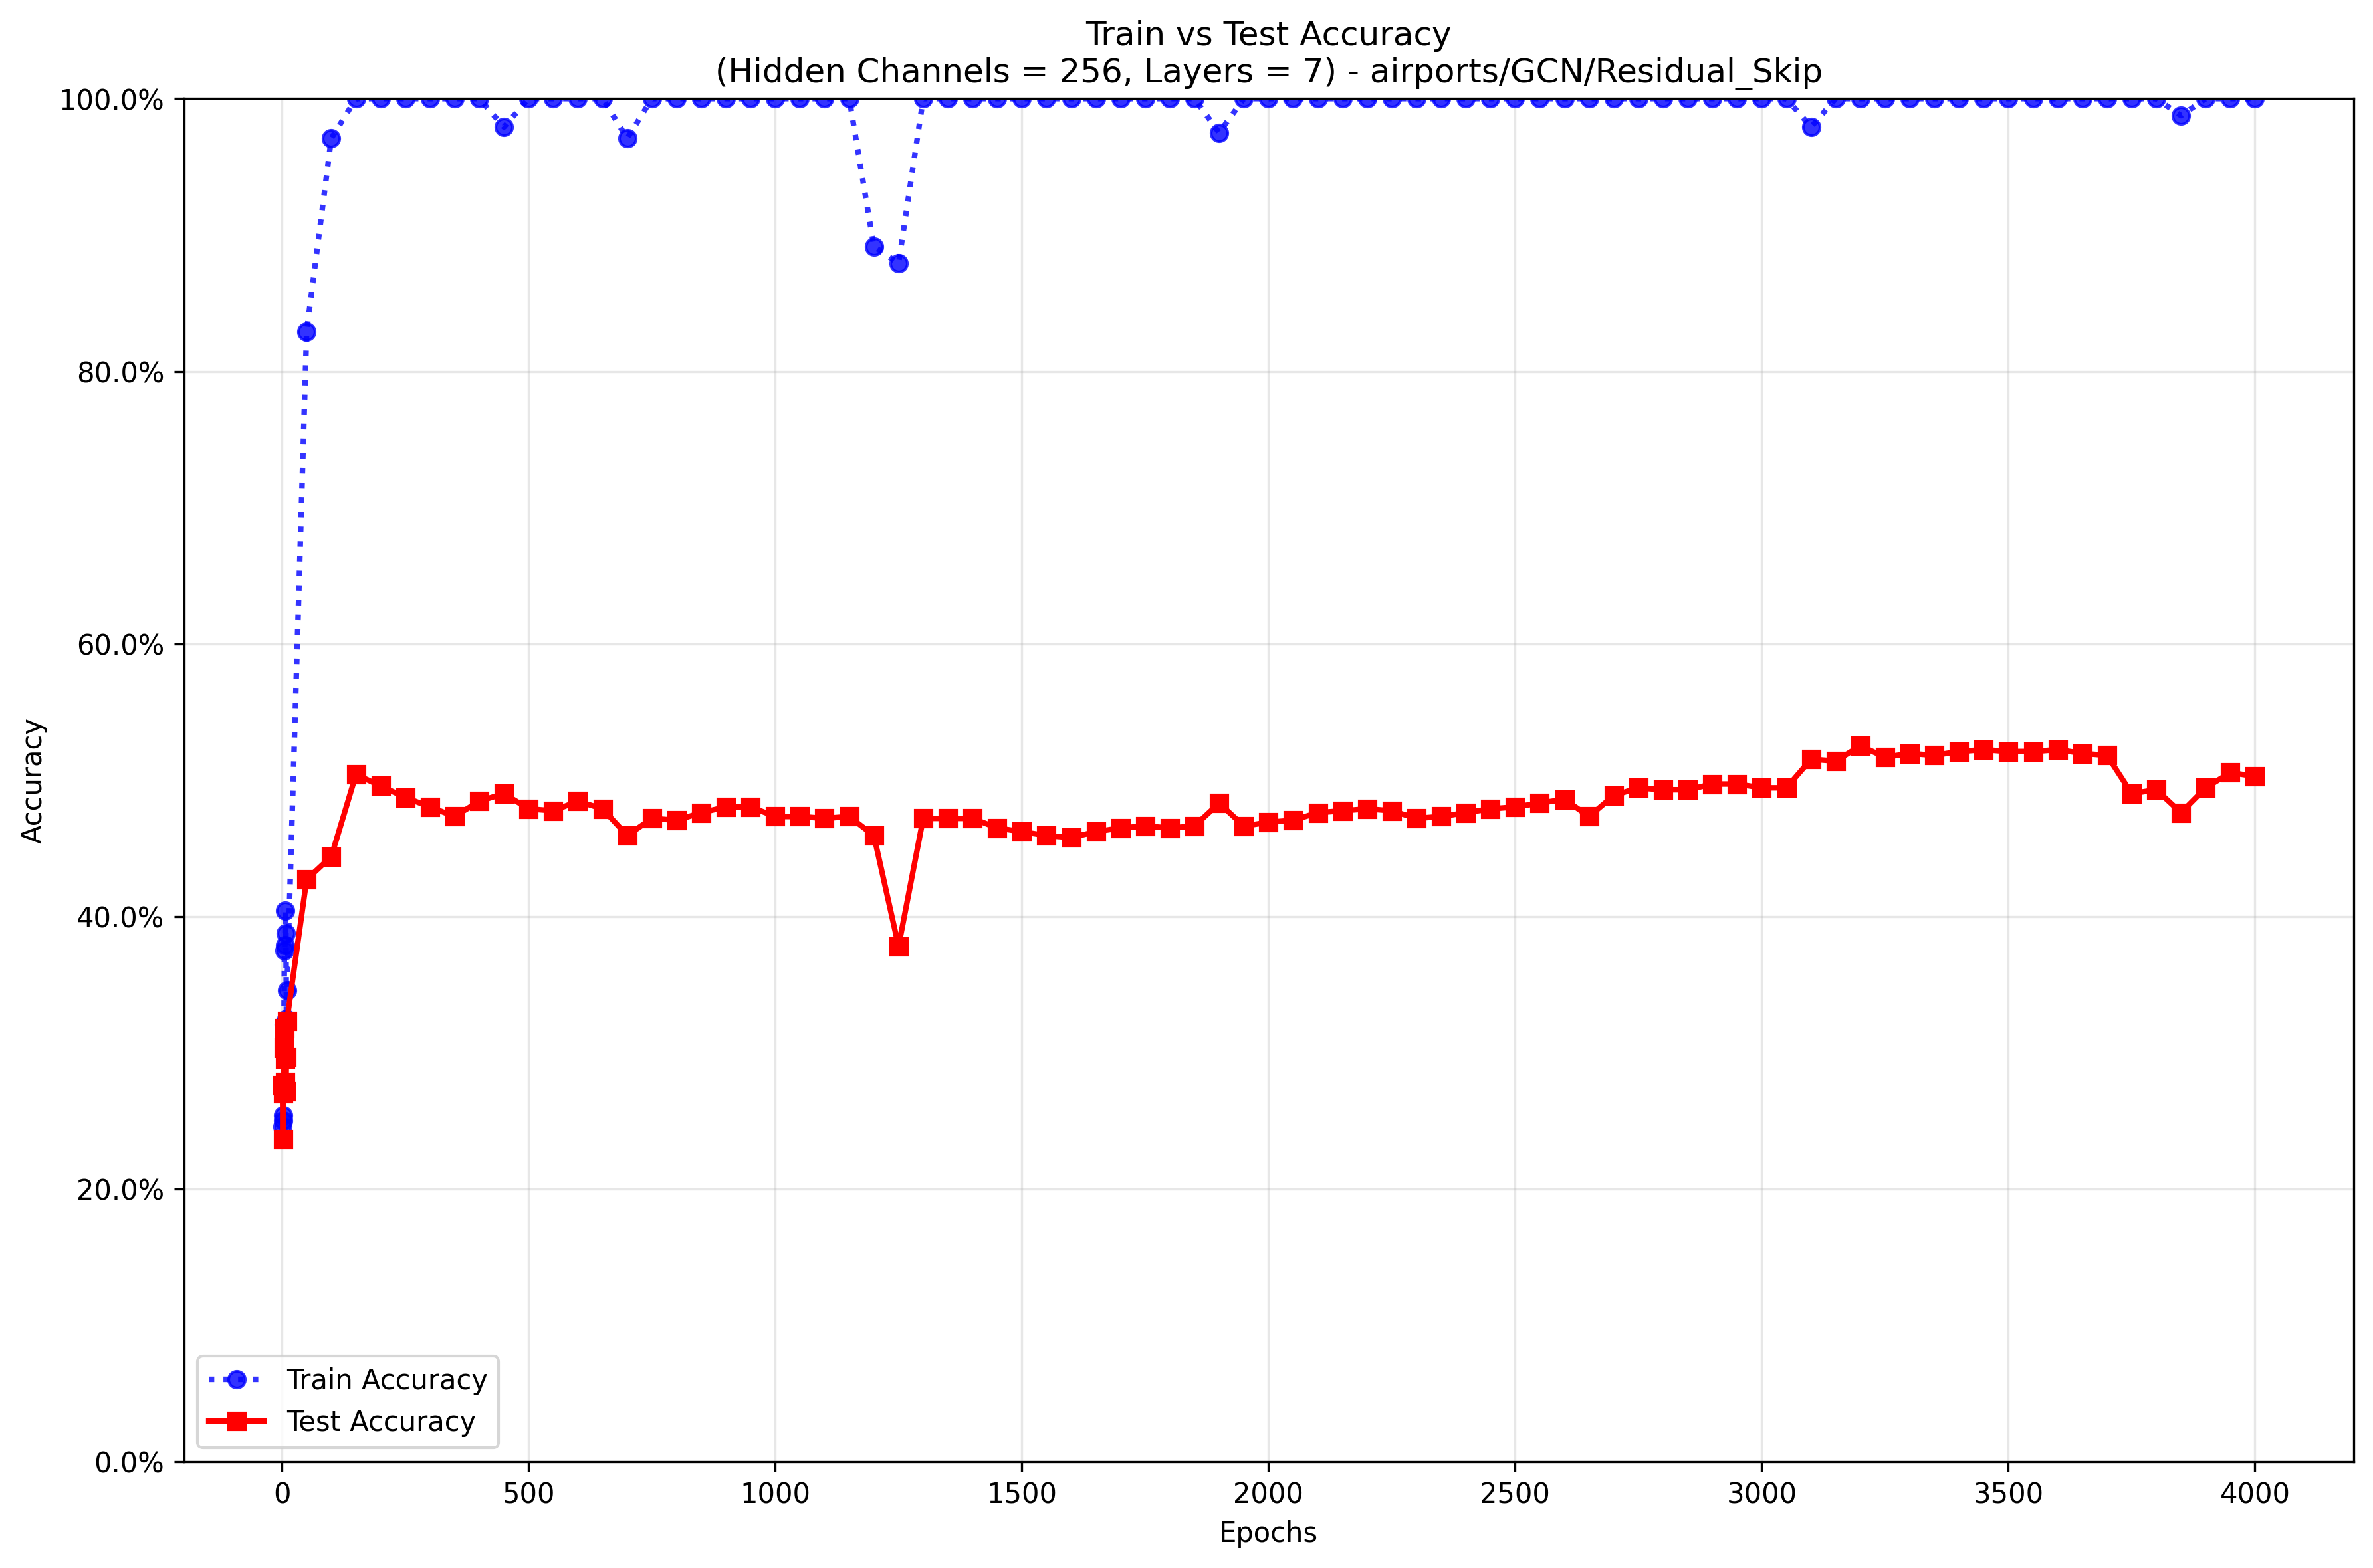 Train vs Test Accuracy
(Hidden Channels = 256, Layers = 7) - airports/GCN/Residual_Skip
Accuracy
100.0%
80.0%
60.0%
40.0%
20.0%
0.0%
Train Accuracy
Test Accuracy
0 500 1000 1500 2000 2500 3000 3500 4000
Epochs